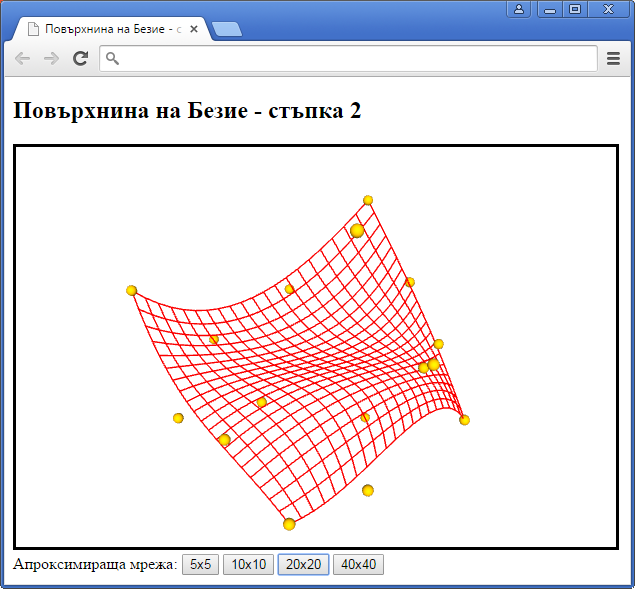 Повърхнина на Безие - с
Повърхнина на Безие - стъпка 2
Апроксимираща мрежа: 5x5 10x10 20x20 40x40